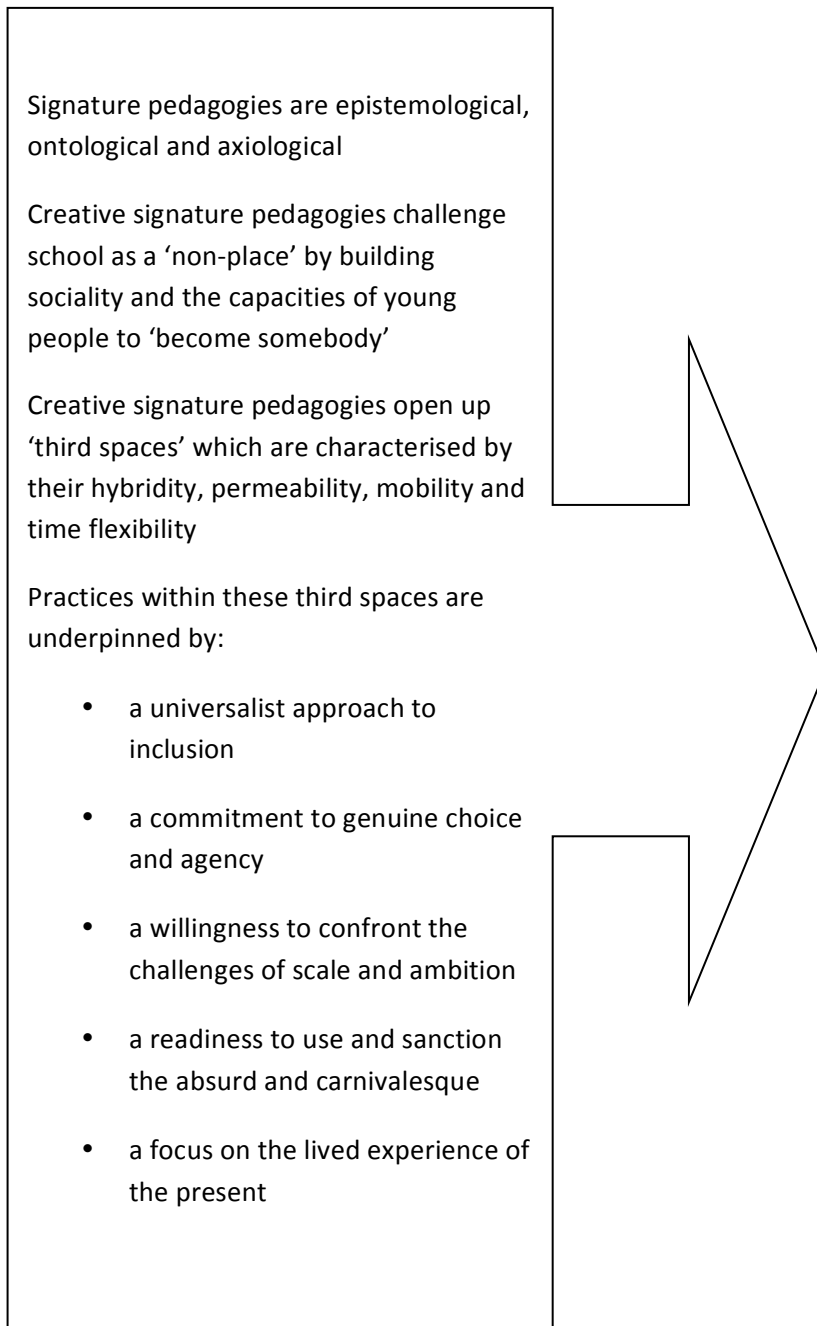 Signature pedagogies are epistemological,
ontological and axiological
Creative signature pedagogies challenge
school as a ‘non-place’ by building
sociality and the capacities of young
people to ‘become somebody’
Creative signature pedagogies open up
‘third spaces’ which are characterised by
their hybridity, permeability, mobility and
time flexibility
Practices within these third spaces are
underpinned by:
• a universalist approach to
inclusion
• a commitment to genuine choice
and agency
• a willingness to confront the
challenges of scale and ambition
• a readiness to use and sanction
the absurd and carnivalesque
• a focus on the lived experience of
the present